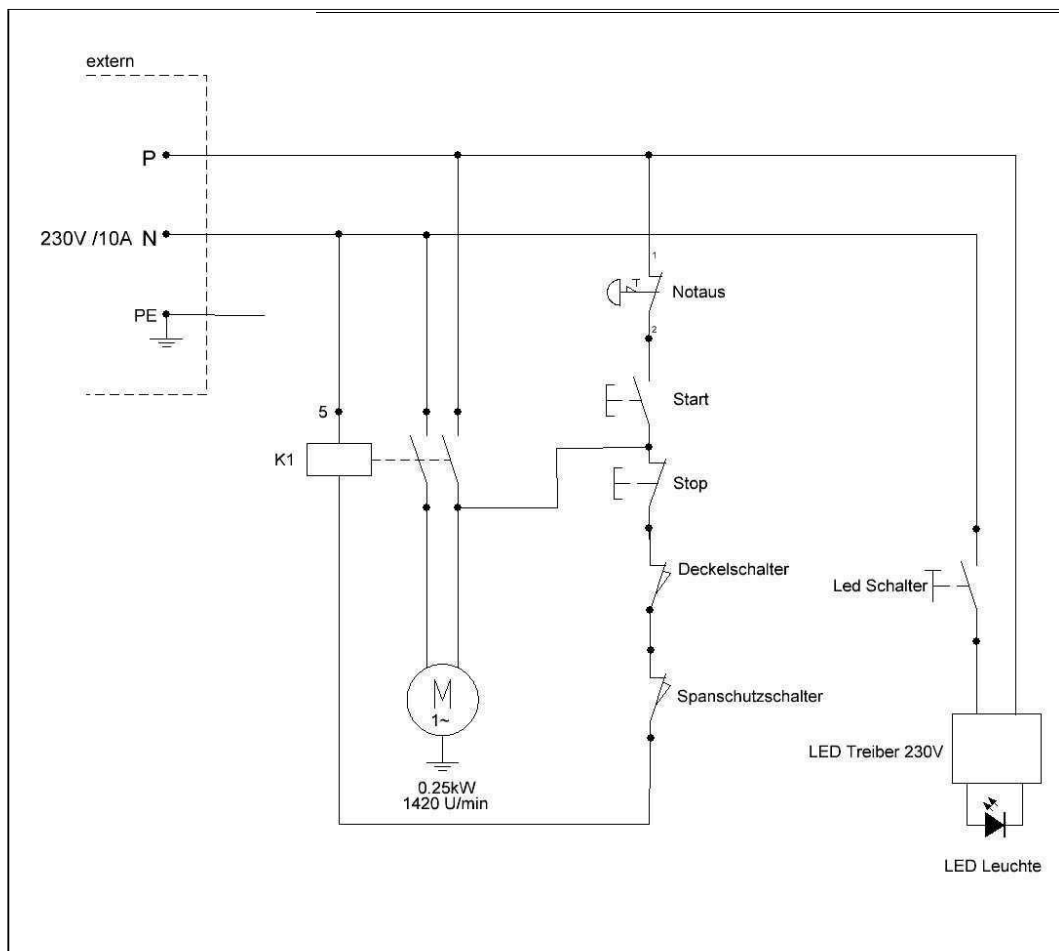 extern
P
230V /10A N
PE
1
Notaus
2
Start
5
K1
Stop
Deckelschalter
Led Schalter
Spanschutzschalter
M
1~
LED Treiber 230V
0.25kW
1420 U/min
LED Leuchte